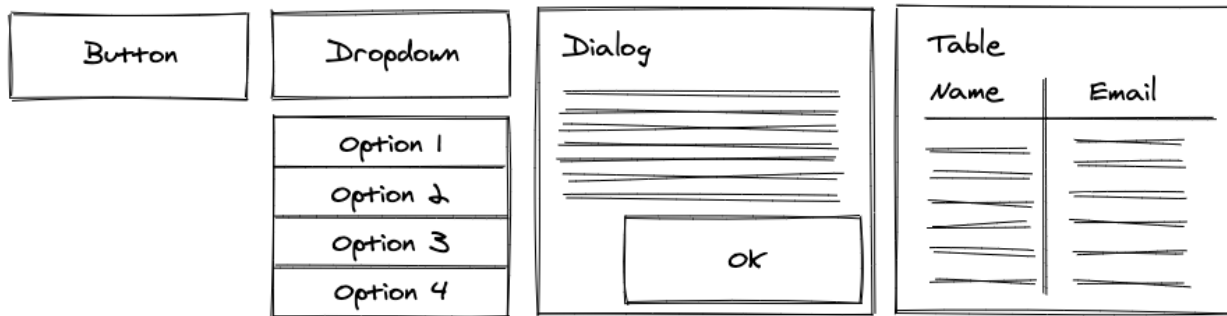 Button
Dropdown
Option 1
Option 2
Option 3
Option 4
Dialog
OK
Table
Name Email